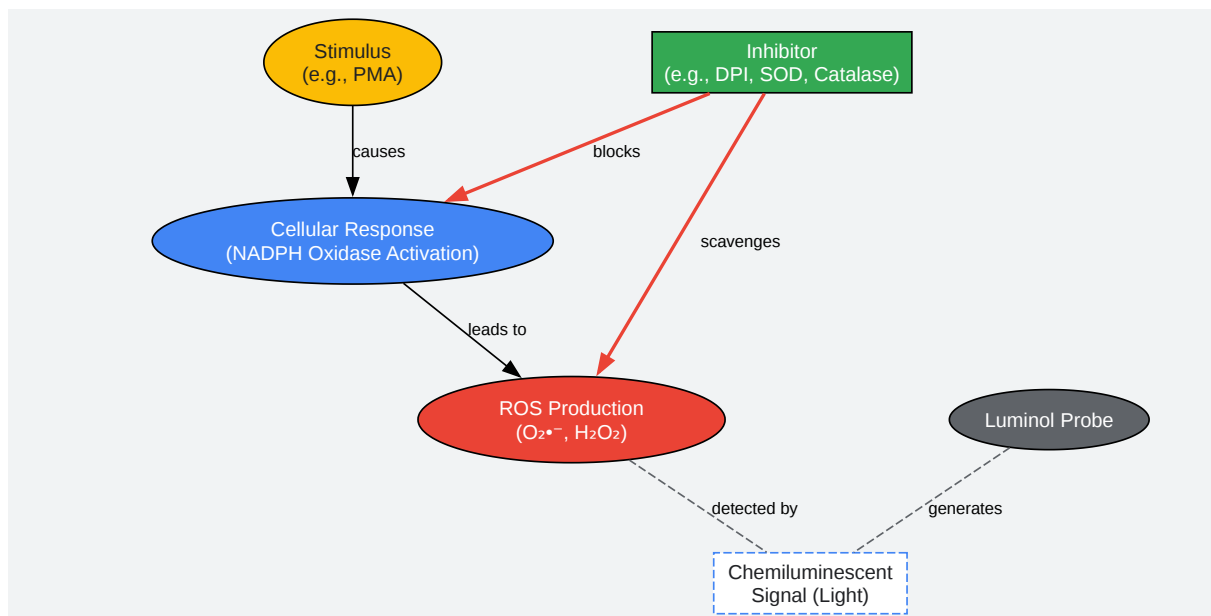 Stimulus
(e.g., PMA)
Inhibitor
(e.g., DPI, SOD, Catalase)
causes
blocks
Cellular Response
(NADPH Oxidase Activation)
scavenges
leads to
ROS Production
(O₂•⁻, H₂O₂)
Luminol Probe
detected by
generates
Chemiluminescent
Signal (Light)